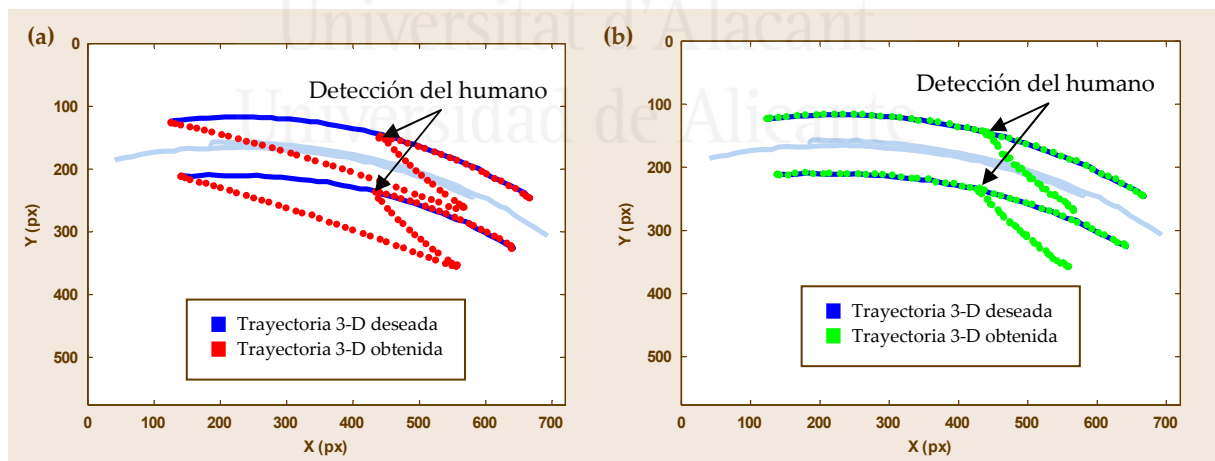 Universitat d'Alacant
Universidad de Alicante
(a)
0
100
200
300
400
500
Y (px)
Detección del humano
Trayectoria 3-D deseada
Trayectoria 3-D obtenida
0 100 200 300 400 500 600 700
X (px)
(b)
0
100
200
300
400
500
Y (px)
Detección del humano
Trayectoria 3-D deseada
Trayectoria 3-D obtenida
0 100 200 300 400 500 600 700
X (px)